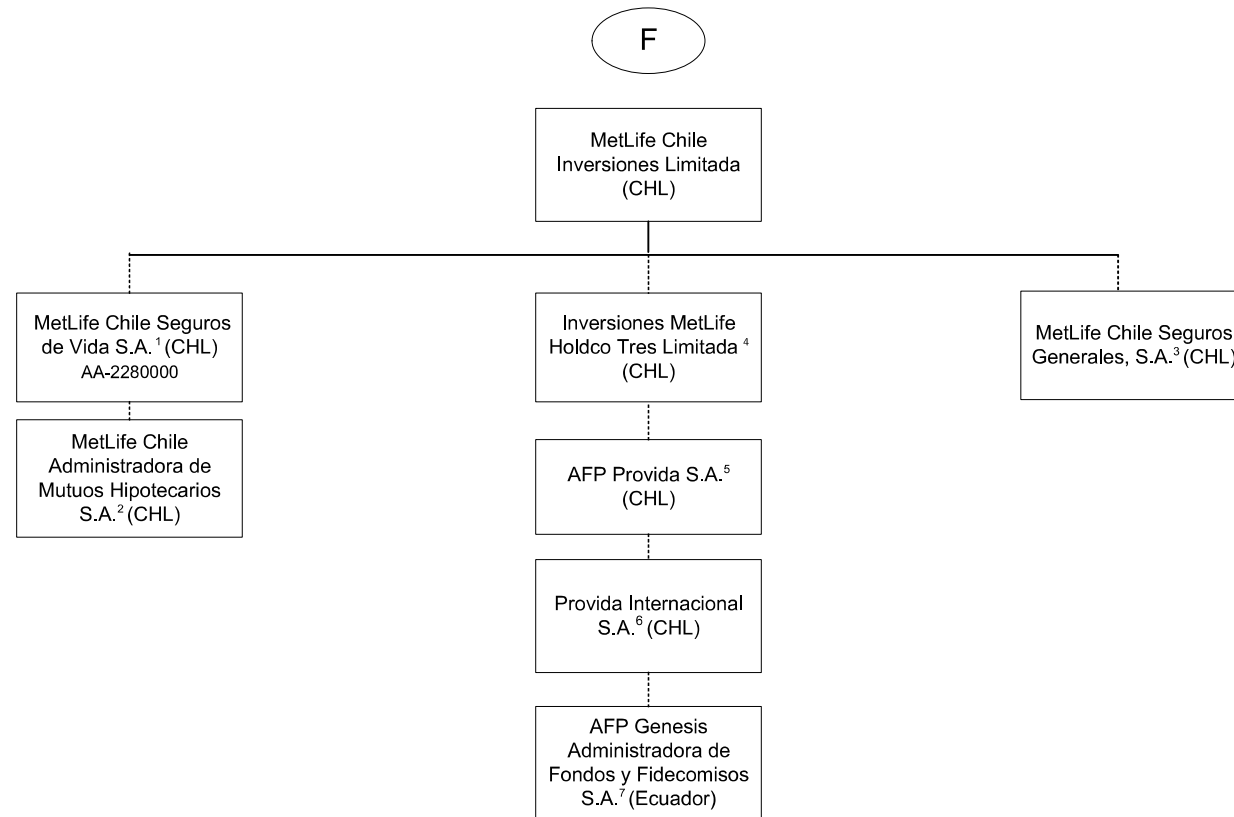 F
MetLife Chile
Inversiones Limitada
(CHL)
MetLife Chile Seguros
de Vida S.A.¹ (CHL)
AA-2280000
Inversiones MetLife
Holdco Tres Limitada ⁴
(CHL)
MetLife Chile Seguros
Generales, S.A.³ (CHL)
MetLife Chile
Administradora de
Mutuos Hipotecarios
S.A.² (CHL)
AFP Provida S.A.⁵
(CHL)
Provida Internacional
S.A.⁶ (CHL)
AFP Genesis
Administradora de
Fondos y Fidecomisos
S.A.⁷ (Ecuador)